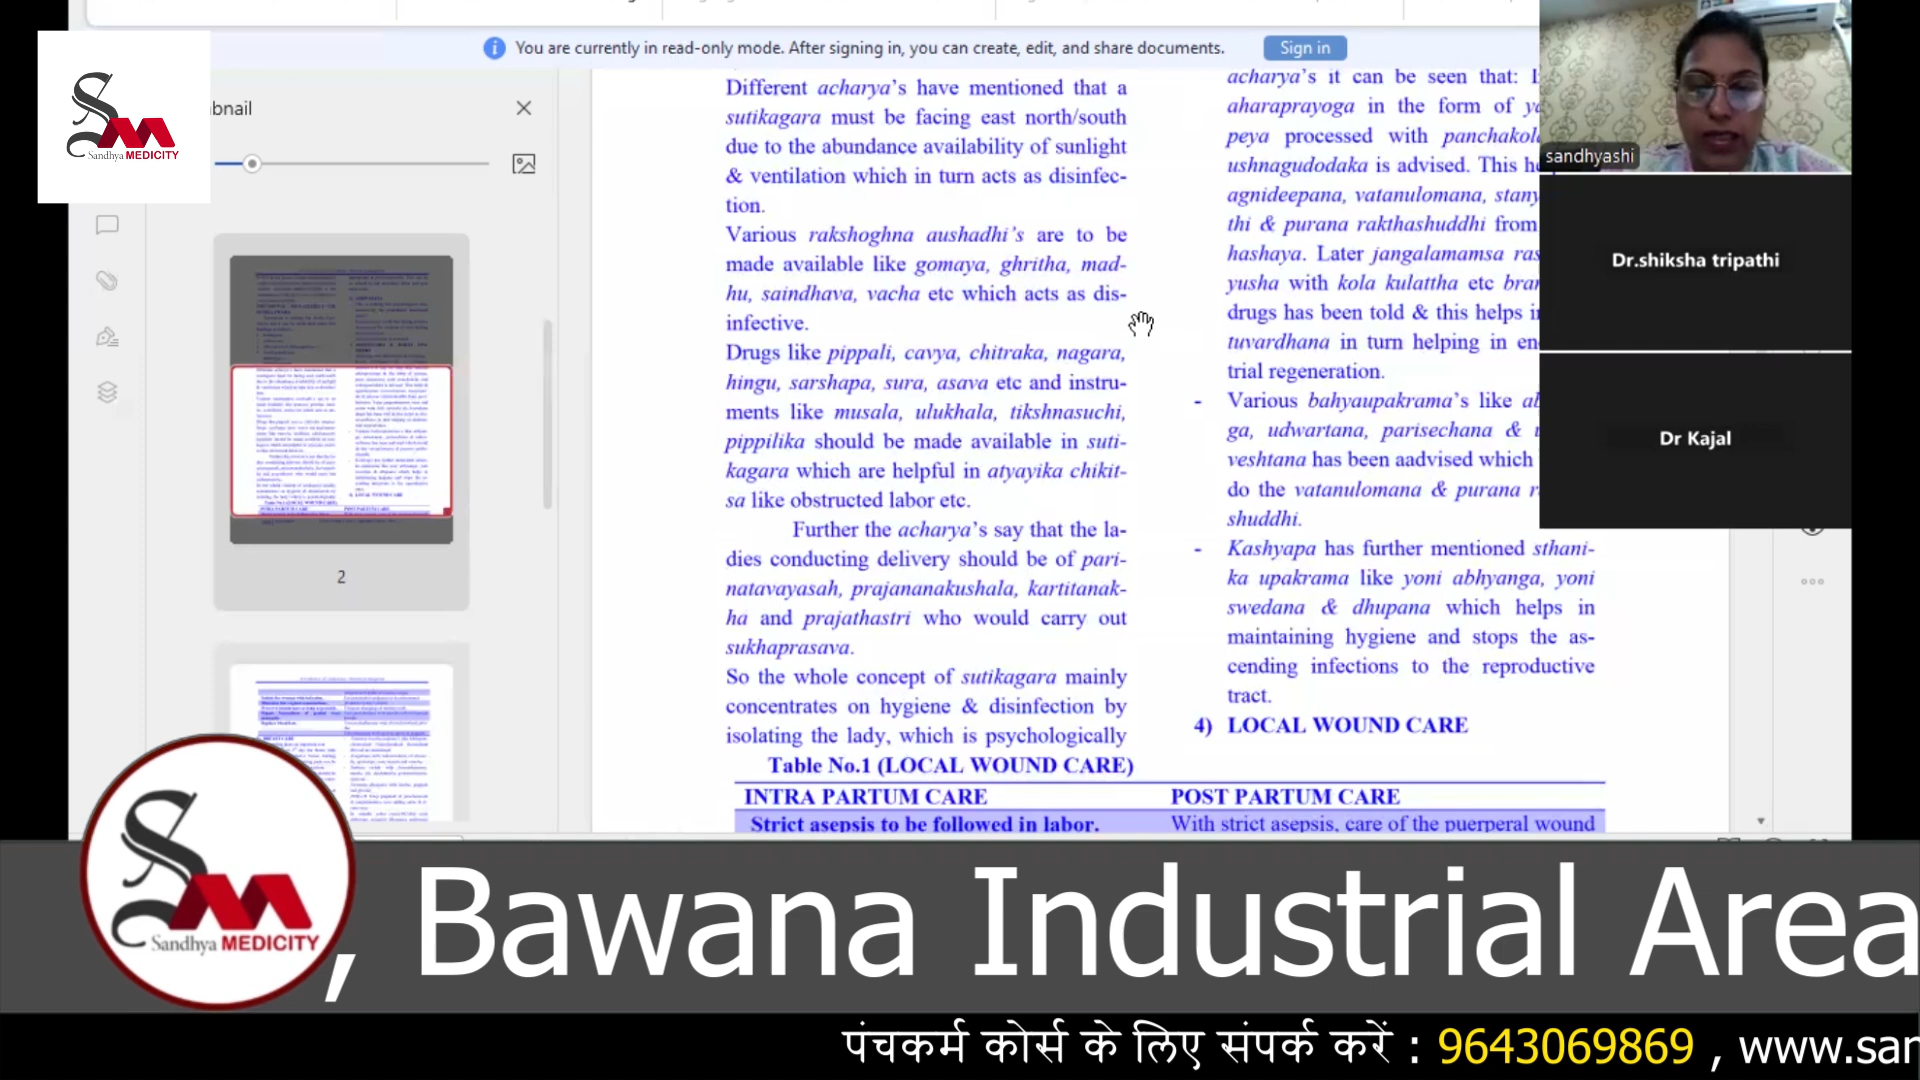 You are currently in read-only mode. After signing in, you can create, edit, and share documents.
Sign in
bnail
Sandhya MEDICITY
2
Different acharya's have mentioned that a
sutikagara must be facing east north/south
due to the abundance availability of sunlight
& ventilation which in turn acts as disinfec-
tion.
Various rakshoghna aushadhi's are to be
made available like gomaya, ghritha, mad-
hu, saindhava, vacha etc which acts as dis-
infective.
Drugs like pippali, cavya, chitraka, nagara,
hingu, sarshapa, sura, asava etc and instru-
ments like musala, ulukhala, tikshnasuchi,
pippilika should be made available in suti-
kagara which are helpful in atyayika chikit-
sa like obstructed labor etc.
Further the acharya's say that the la-
dies conducting delivery should be of pari-
natavayasah, prajananakushala, kartitanak-
ha and prajathastri who would carry out
sukhaprasava.
So the whole concept of sutikagara mainly
concentrates on hygiene & disinfection by
isolating the lady, which is psychologically
acharya's it can be seen that:
aharaprayoga in the form of
peya processed with panchakol
ushnagudodaka is advised. This he
agnideepana, vatanulomana, stany
thi & purana rakthashuddhi from
hashaya. Later jangalamamsa ras
yusha with kola kulattha etc bran
drugs has been told & this helps i
tuvardhana in turn helping in en
trial regeneration.
- Various bahyaupakrama's like ab
ga, udwartana, parisechana &
veshtana has been aadvised which
do the vatanulomana & purana r
shuddhi.
- Kashyapa has further mentioned sthani-
ka upakrama like yoni abhyanga, yoni
swedana & dhupana which helps in
maintaining hygiene and stops the as-
cending infections to the reproductive
tract.
4) LOCAL WOUND CARE
Table No.1 (LOCAL WOUND CARE)
INTRA PARTUM CARE POST PARTUM CARE
Strict asepsis to be followed in labor. With strict asepsis, care of the puerperal wound
sandhyashi
Dr.shiksha tripathi
Dr Kajal
Sandhya MEDICITY
, Bawana Industrial Area
पंचकर्म कोर्स के लिए संपर्क करें : 9643069869 , www.san